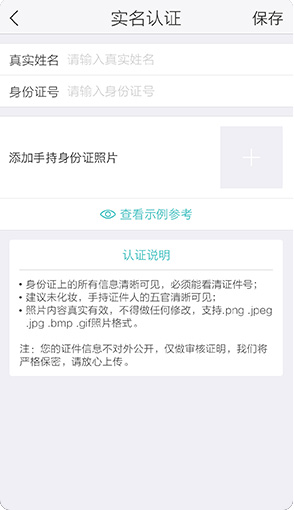 实名认证 保存
真实姓名 请输入真实姓名
身份证号 请输入身份证号
添加手持身份证照片
查看示例参考
认证说明
• 身份证上的所有信息清晰可见，必须能看清证件号；
• 建议未化妆，手持证件人的五官清晰可见；
• 照片内容真实有效，不得做任何修改，支持.png .jpeg
.jpg .bmp .gif照片格式。
注：您的证件信息不对外公开，仅做审核证明，我们将
严格保密，请放心上传。